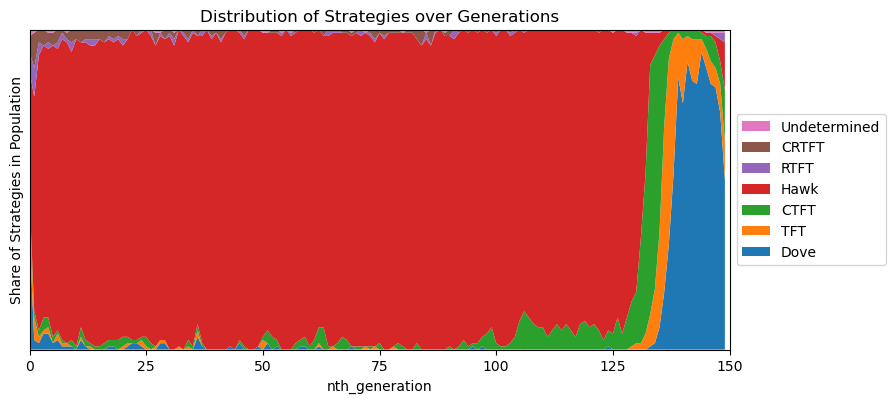 Distribution of Strategies over Generations
Share of Strategies in Population
0 25 50 75 100 125 150
nth_generation
Undetermined
CRTFT
RTFT
Hawk
CTFT
TFT
Dove